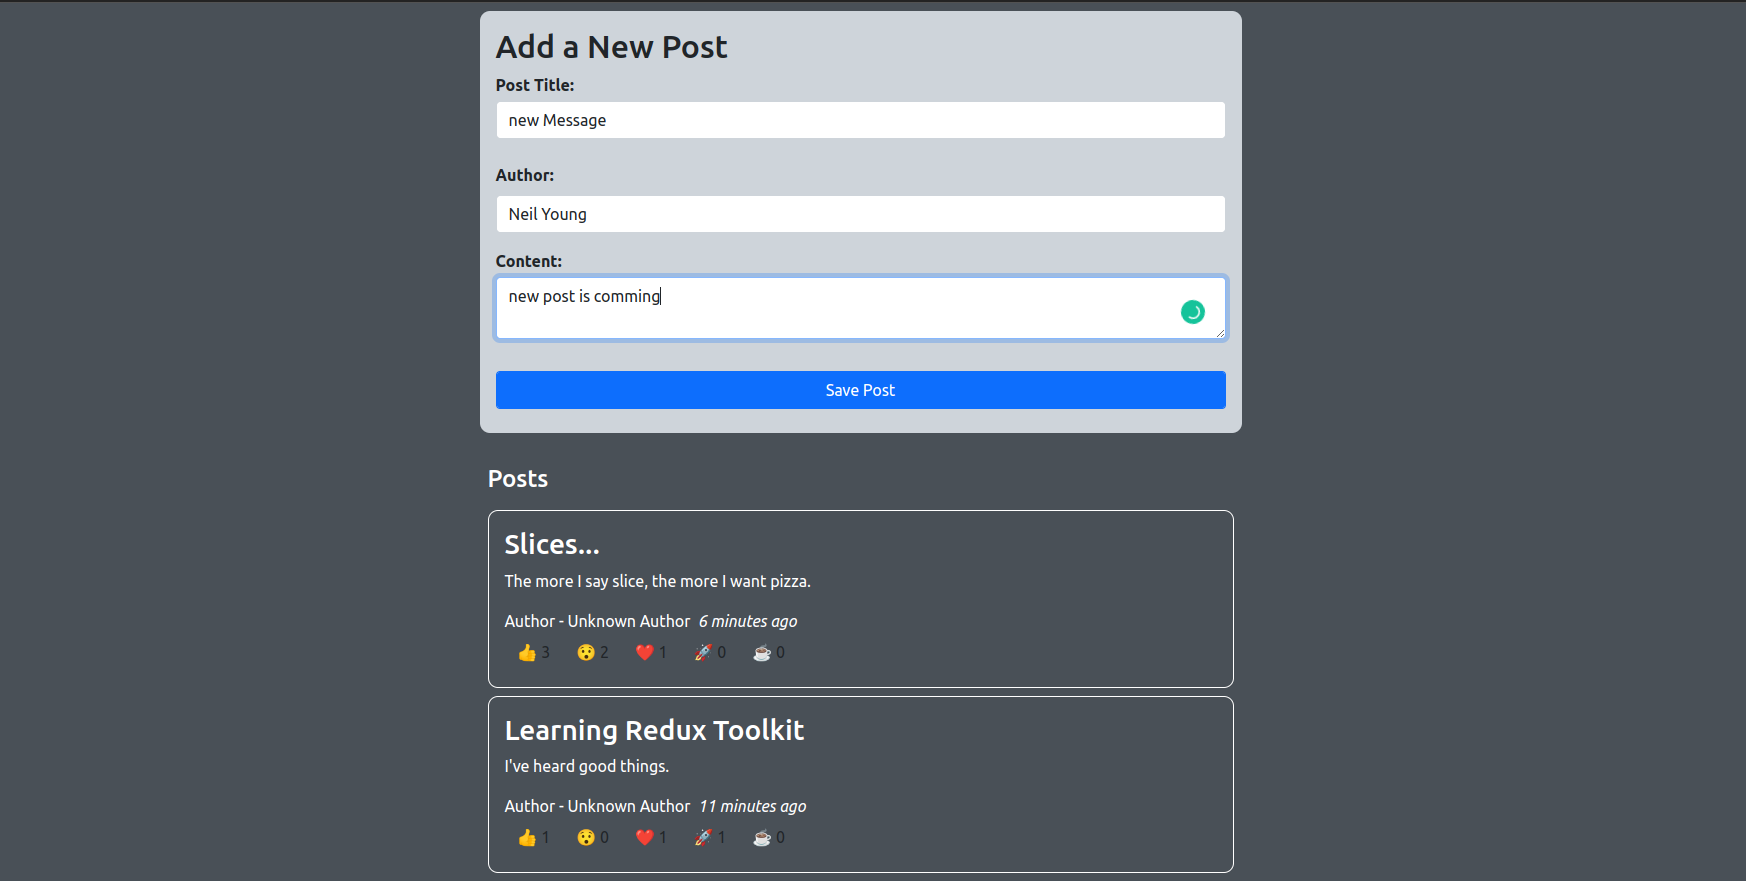 Add a New Post
Post Title:
new Message
Author:
Neil Young
Content:
new post is comming
Save Post
Posts
Slices...
The more I say slice, the more I want pizza.
Author - Unknown Author 6 minutes ago
👍 3 😯 2 ❤️ 1 🚀 0 ☕ 0
Learning Redux Toolkit
I've heard good things.
Author - Unknown Author 11 minutes ago
👍 1 😯 0 ❤️ 1 🚀 1 ☕ 0